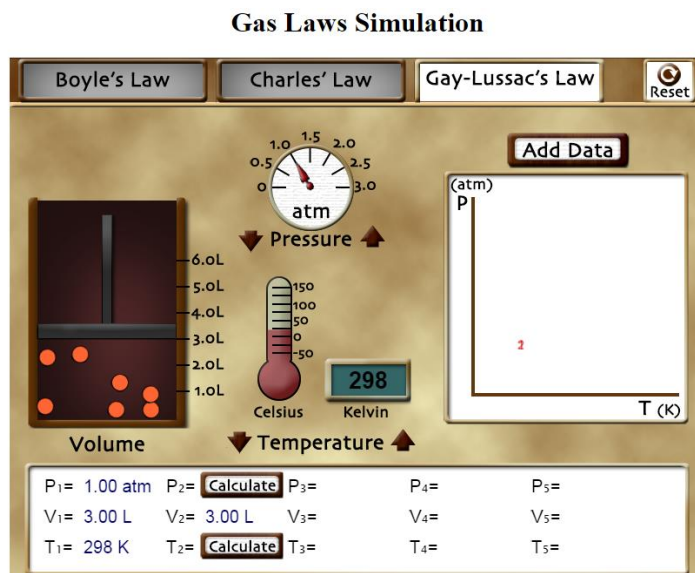 Gas Laws Simulation
Boyle's Law
Charles' Law
Gay-Lussac's Law
Reset
Add Data
0
0.5
1.0
1.5
2.0
2.5
3.0
atm
Pressure
(atm)
P
T (K)
6.0L
5.0L
4.0L
3.0L
2.0L
1.0L
Volume
150
100
50
0
-50
Celsius
298
Kelvin
Temperature
P1= 1.00 atm P2= Calculate P3= P4= P5=
V1= 3.00 L V2= 3.00 L V3= V4= V5=
T1= 298 K T2= Calculate T3= T4= T5=